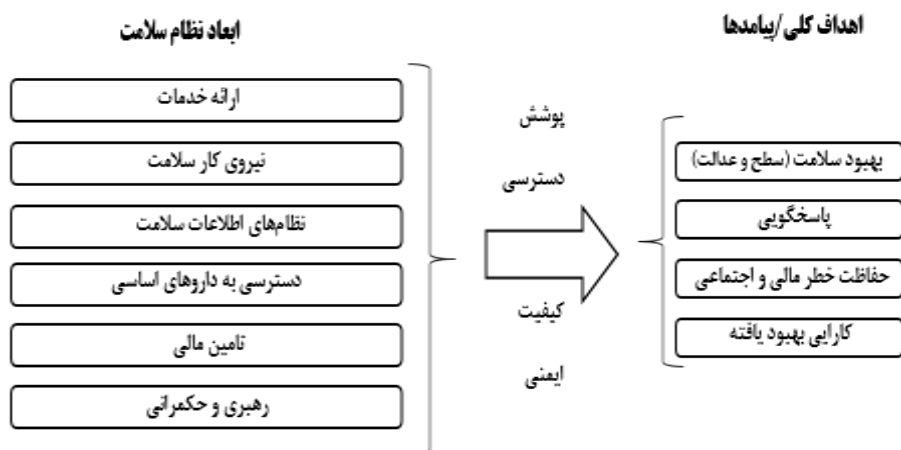 ابعاد نظام سلامت
ارائه خدمات
نیروی کار سلامت
نظام‌های اطلاعات سلامت
دسترسی به داروهای اساسی
تامین مالی
رهبری و حکمرانی
پوشش
دسترسی
کیفیت
ایمنی
اهداف کلی/پیامدها
بهبود سلامت (سطح و عدالت)
پاسخگویی
حفاظت خطر مالی و اجتماعی
کارایی بهبود یافته